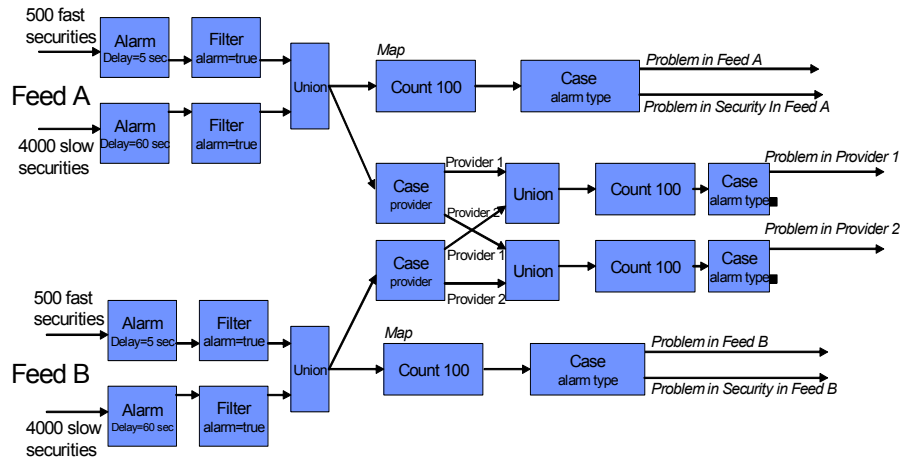 500 fast
securities
Alarm
Delay=5 sec
Filter
alarm=true
Union
Feed A
Alarm
Delay=60 sec
Filter
alarm=true
4000 slow
securities
Map
Count 100
Case
alarm type
Problem in Feed A
Problem in Security In Feed A
Case
provider
Provider 1
Provider 2
Union
Count 100
Case
alarm type
Problem in Provider 1
Case
provider
Provider 1
Provider 2
Union
Count 100
Case
alarm type
Problem in Provider 2
500 fast
securities
Alarm
Delay=5 sec
Filter
alarm=true
Union
Feed B
Alarm
Delay=60 sec
Filter
alarm=true
4000 slow
securities
Map
Count 100
Case
alarm type
Problem in Feed B
Problem in Security in Feed B